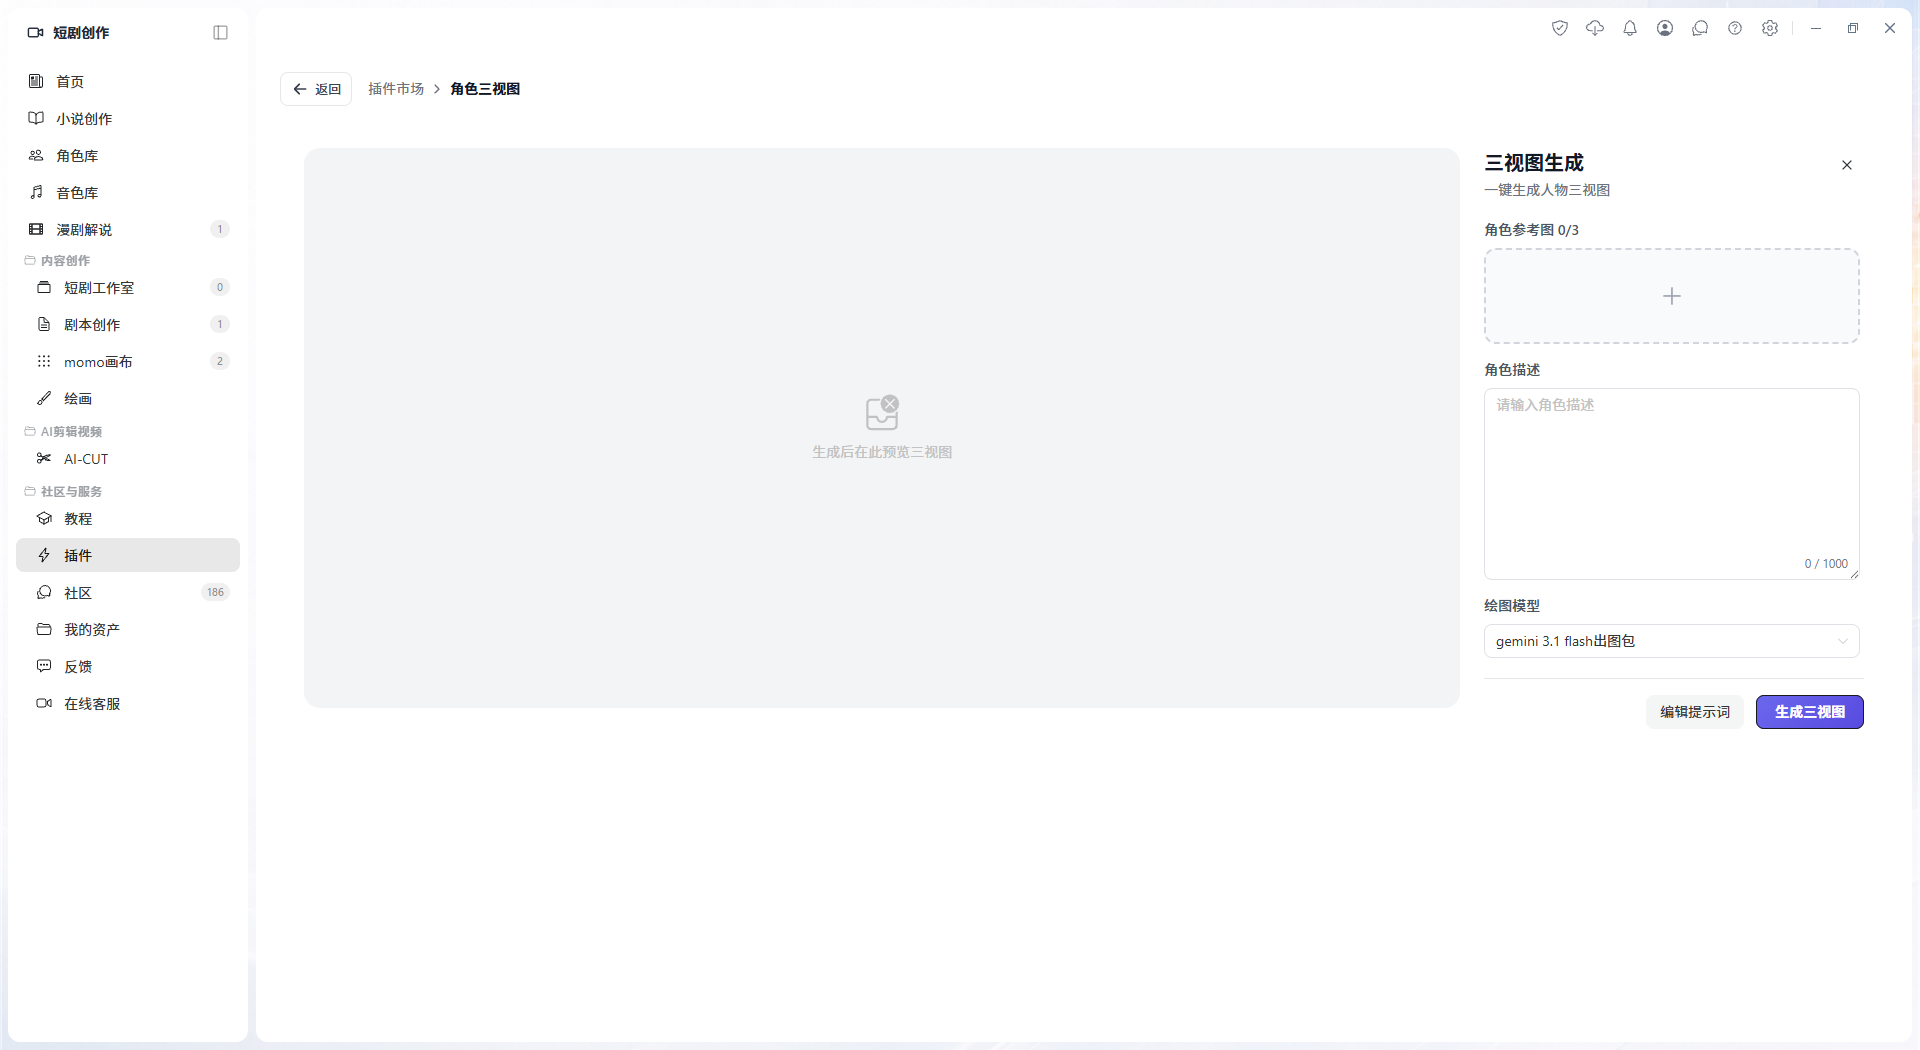 短剧创作
首页
小说创作
角色库
音色库
漫剧解说 1
内容创作
短剧工作室 0
剧本创作 1
momo画布 2
绘画
AI剪辑视频
AI-CUT
社区与服务
教程
插件
社区 186
我的资产
反馈
在线客服
返回 插件市场 > 角色三视图
生成后在此预览三视图
三视图生成
一键生成人物三视图
角色参考图 0/3
角色描述
请输入角色描述
0 / 1000
绘图模型
gemini 3.1 flash出图包
编辑提示词 生成三视图